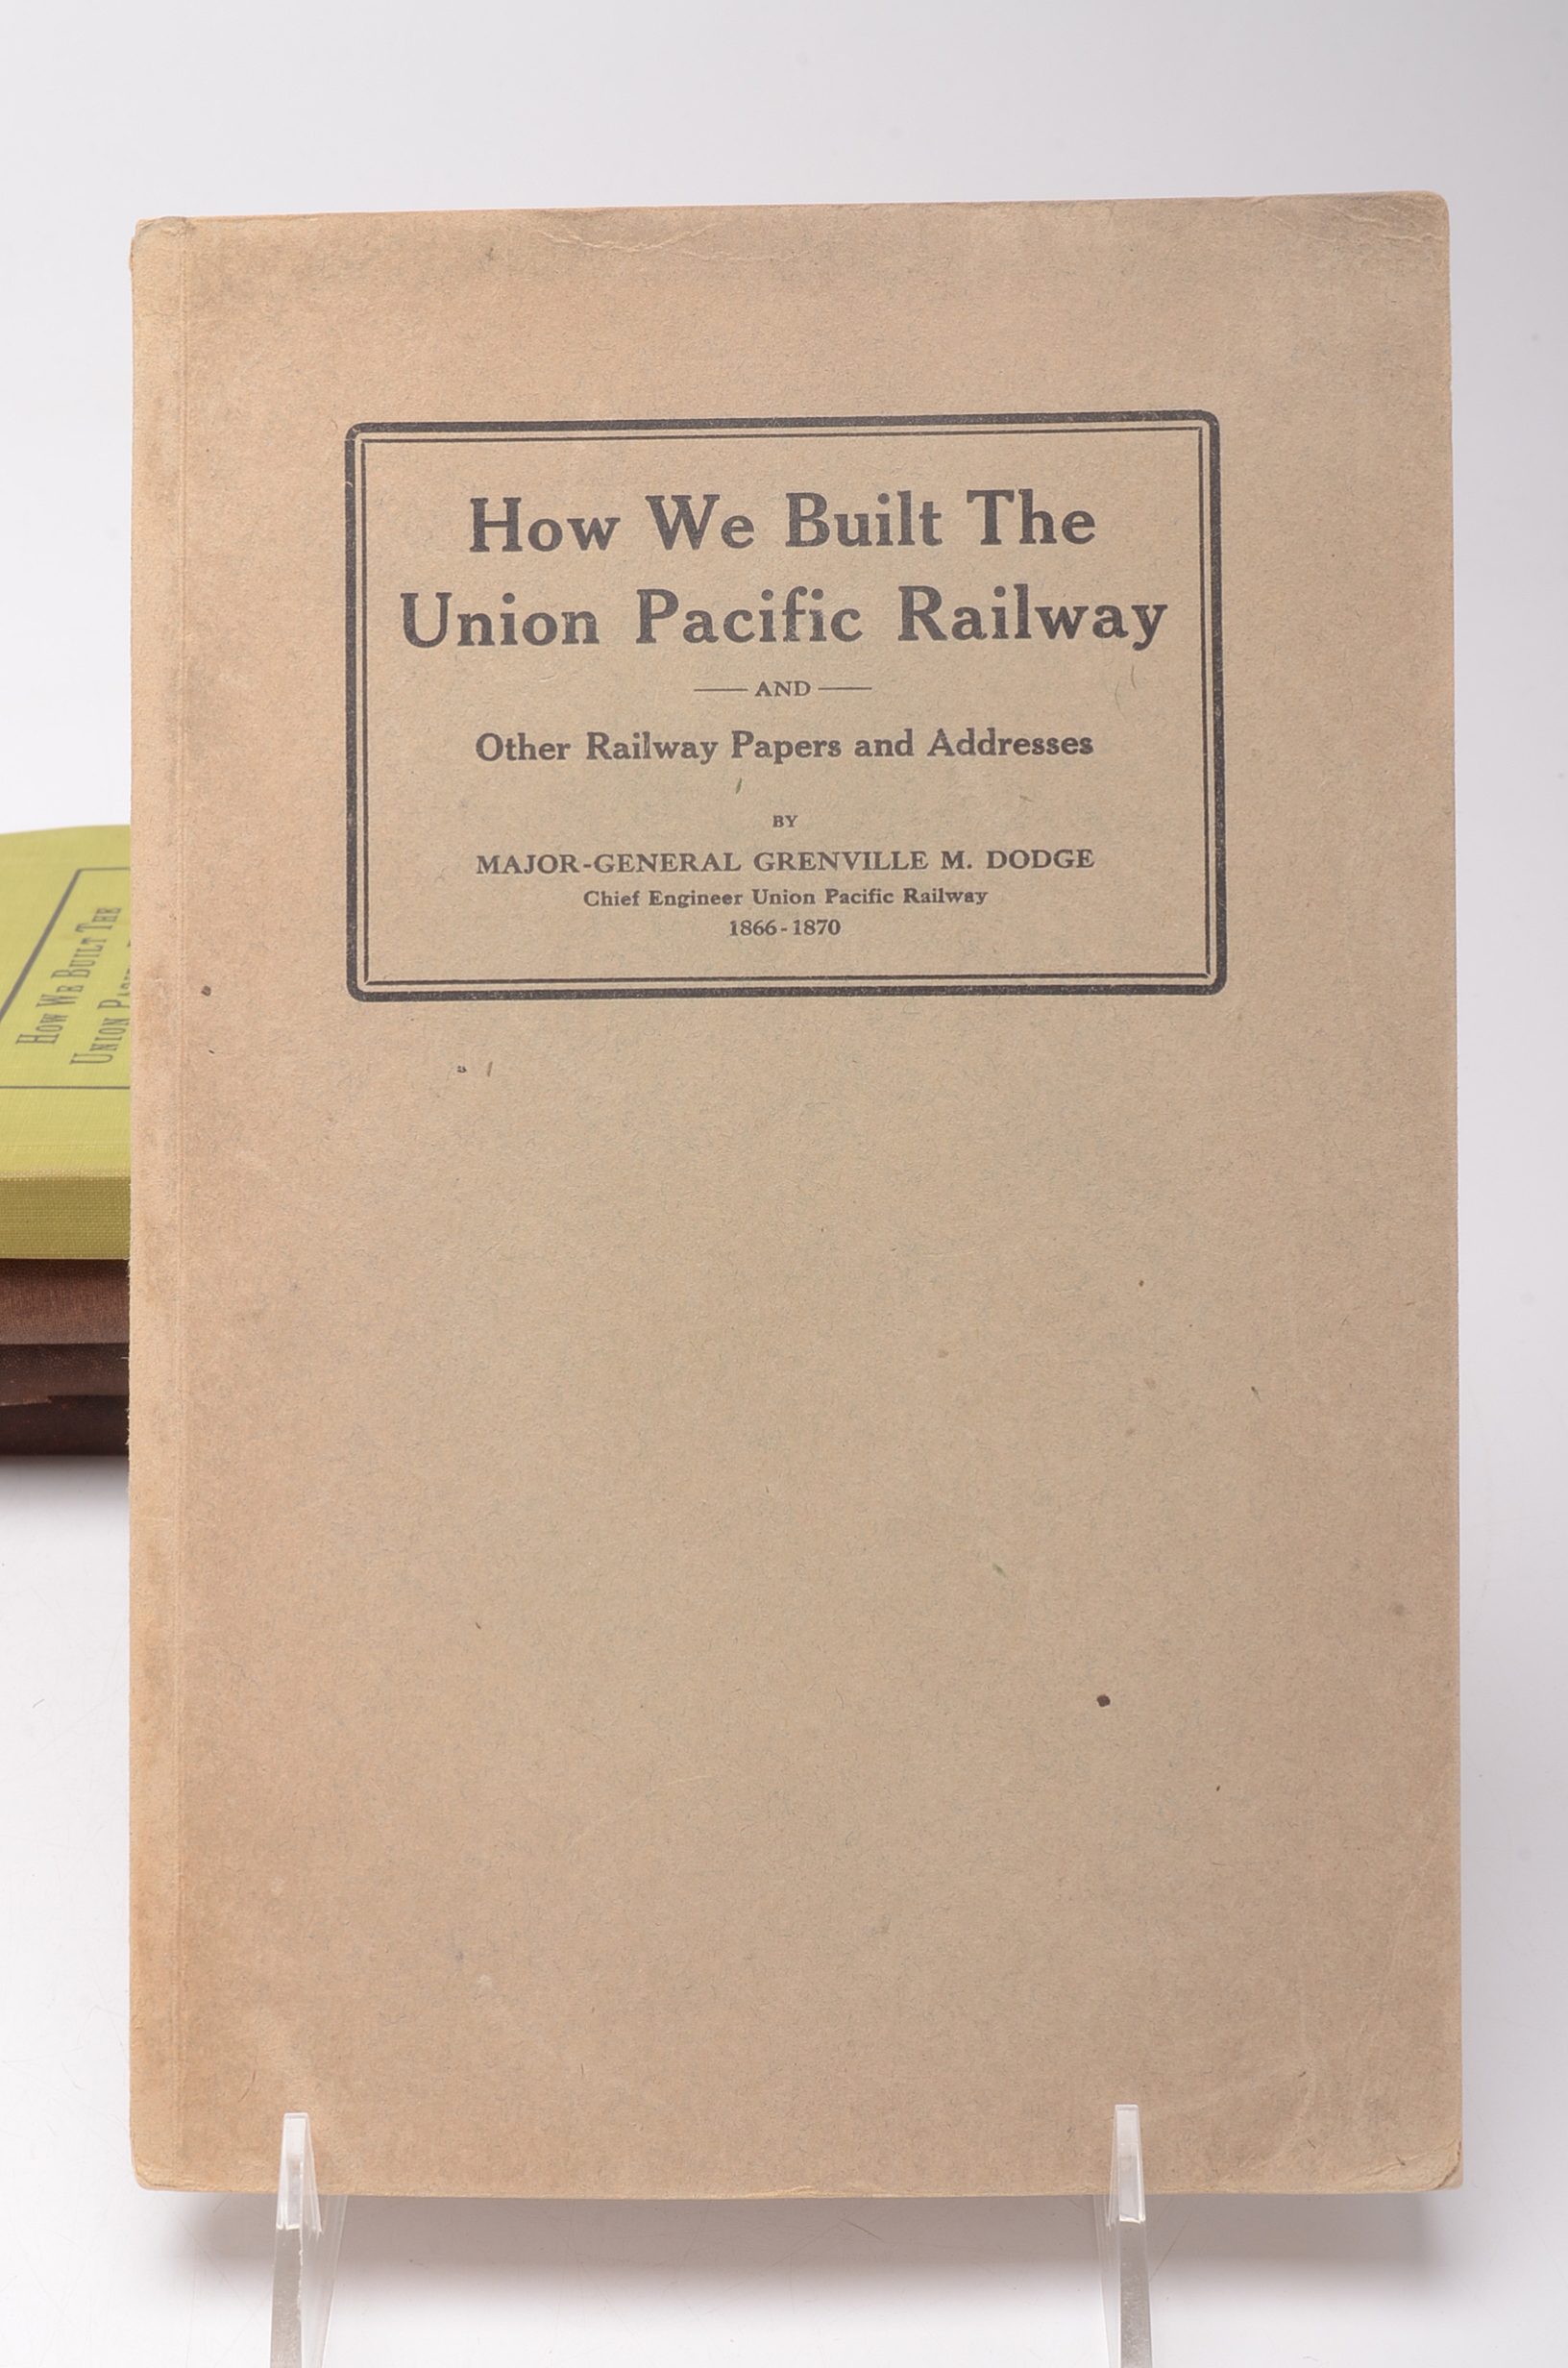 How We Built The
Union Pacific Railway
AND
Other Railway Papers and Addresses
BY
MAJOR-GENERAL GRENVILLE M. DODGE
Chief Engineer Union Pacific Railway
1866-1870
HOW WE BUILT THE
UNION